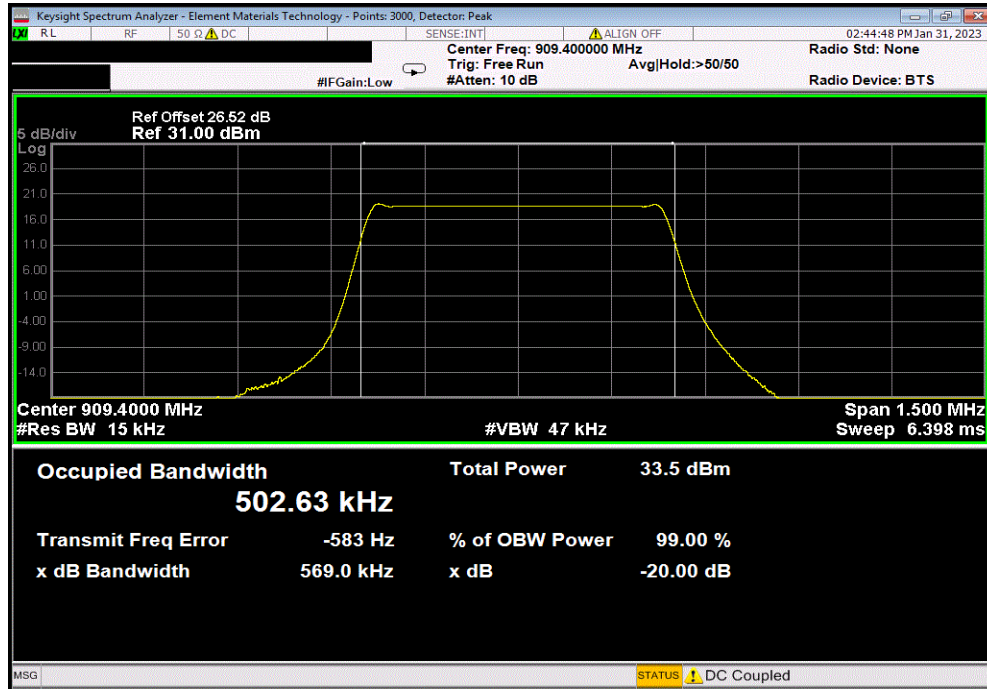 Keysight Spectrum Analyzer - Element Materials Technology - Points: 3000, Detector: Peak
LXI RL RF 50 Ω DC SENSE:INT ALIGN OFF 02:44:48 PM Jan 31, 2023
Center Freq: 909.400000 MHz Radio Std: None
Trig: Free Run Avg|Hold:>50/50
#IFGain:Low #Atten: 10 dB Radio Device: BTS
Ref Offset 26.52 dB
5 dB/div Ref 31.00 dBm
Log
26.0
21.0
16.0
11.0
6.00
1.00
-4.00
-9.00
-14.0
Center 909.4000 MHz Span 1.500 MHz
#Res BW 15 kHz #VBW 47 kHz Sweep 6.398 ms
Occupied Bandwidth Total Power 33.5 dBm
502.63 kHz
Transmit Freq Error -583 Hz % of OBW Power 99.00 %
x dB Bandwidth 569.0 kHz x dB -20.00 dB
MSG STATUS DC Coupled